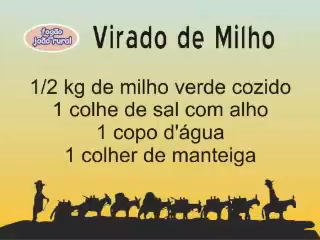 fogão
joão rural
Virado de Milho
1/2 kg de milho verde cozido
1 colhe de sal com alho
1 copo d'água
1 colher de manteiga